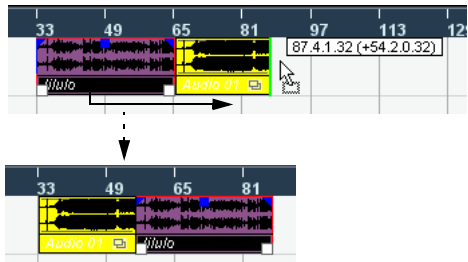 33 49 65 81 97 113 129
87.4.1.32 (+54.2.0.32)
lilulo Audio 01
33 49 65 81
Audio 01 lilulo